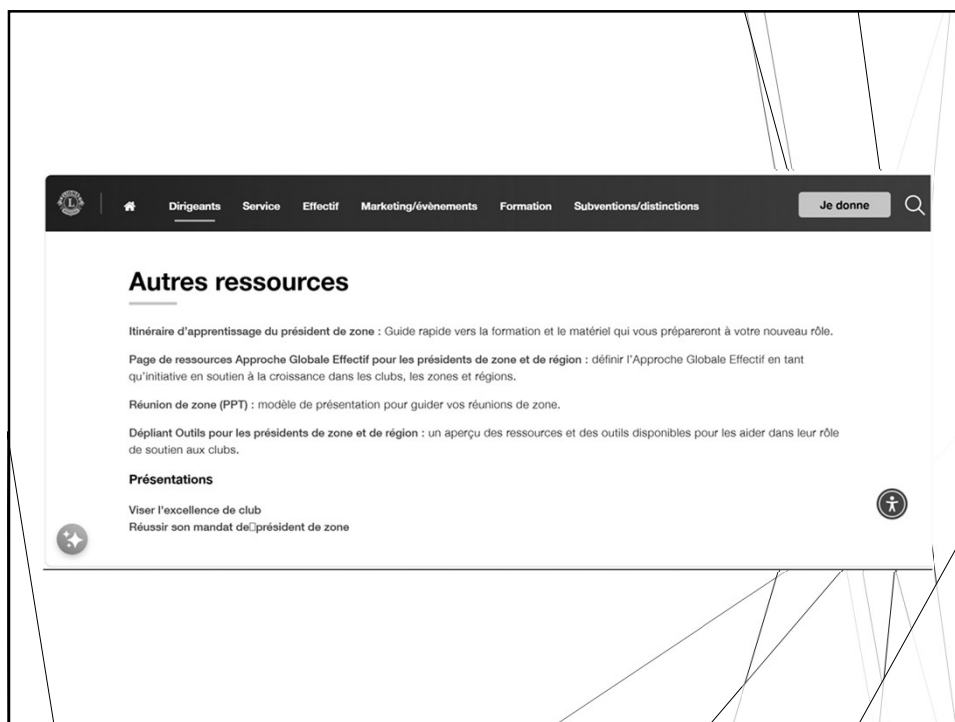 Dirigeants Service Effectif Marketing/évènements Formation Subventions/distinctions Je donne
Autres ressources
Itinéraire d'apprentissage du président de zone : Guide rapide vers la formation et le matériel qui vous prépareront à votre nouveau rôle.
Page de ressources Approche Globale Effectif pour les présidents de zone et de région : définir l'Approche Globale Effectif en tant
qu'initiative en soutien à la croissance dans les clubs, les zones et régions.
Réunion de zone (PPT) : modèle de présentation pour guider vos réunions de zone.
Dépliant Outils pour les présidents de zone et de région : un aperçu des ressources et des outils disponibles pour les aider dans leur rôle
de soutien aux clubs.
Présentations
Viser l'excellence de club
Réussir son mandat de▯président de zone